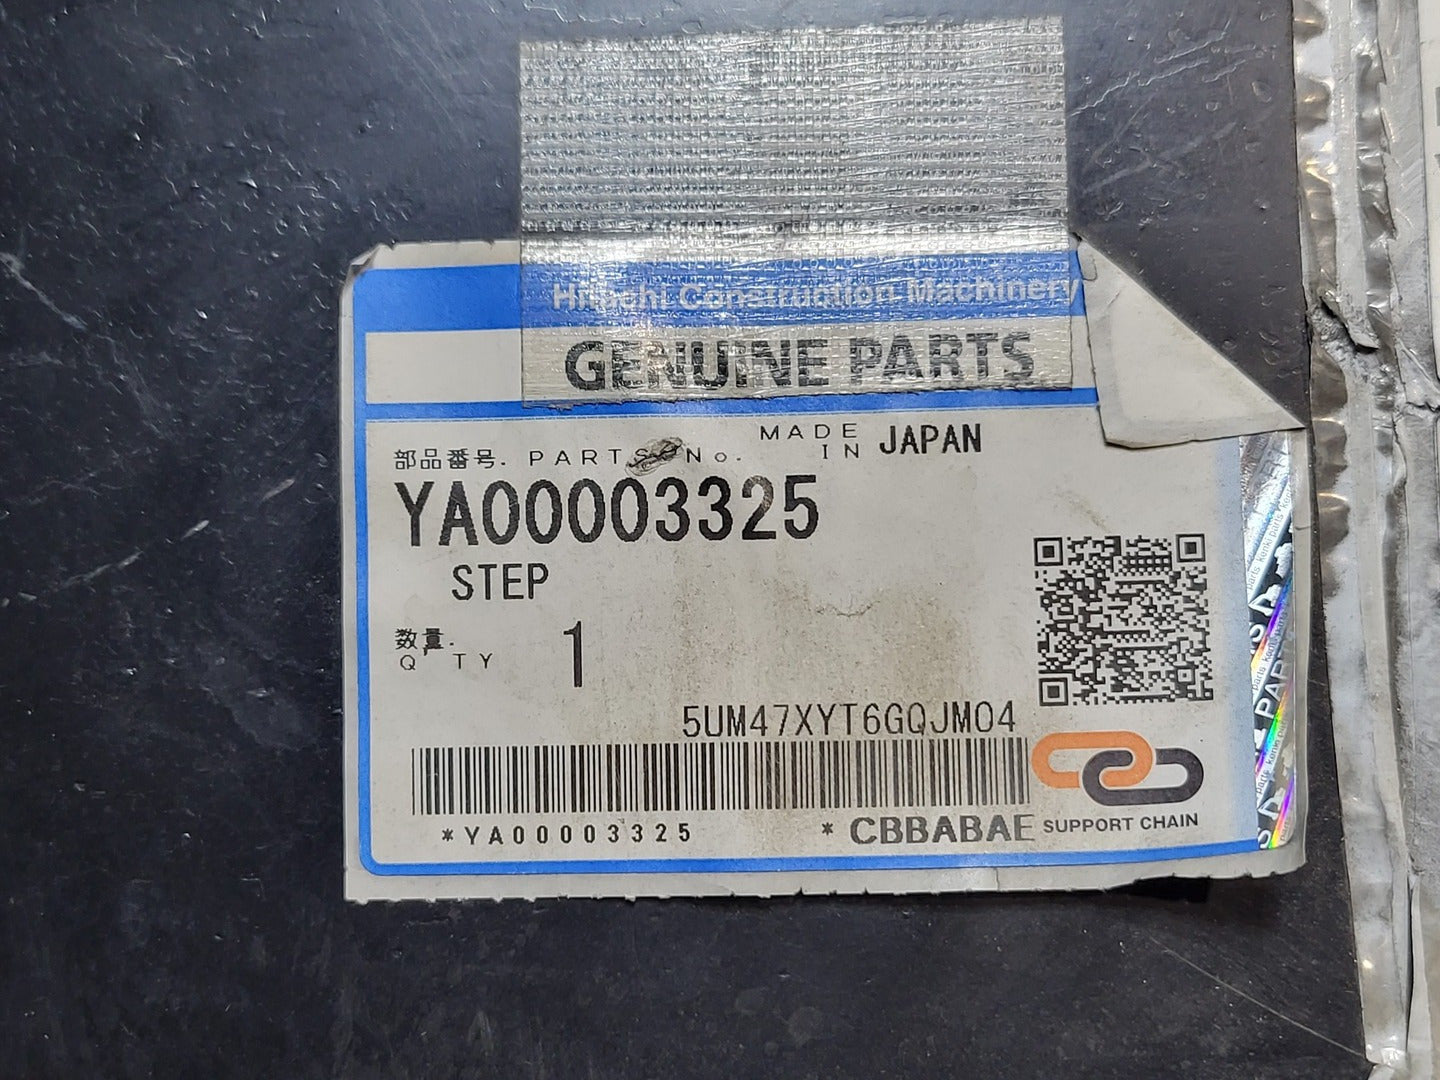 Hitachi Construction Machinery
GENUINE PARTS
MADE IN JAPAN
部品番号. PARTS No.
YA00003325
STEP
数量.
Q'TY 1
5UM47XYT6GQJM04
*YA00003325 * CBBABAE
SUPPORT CHAIN